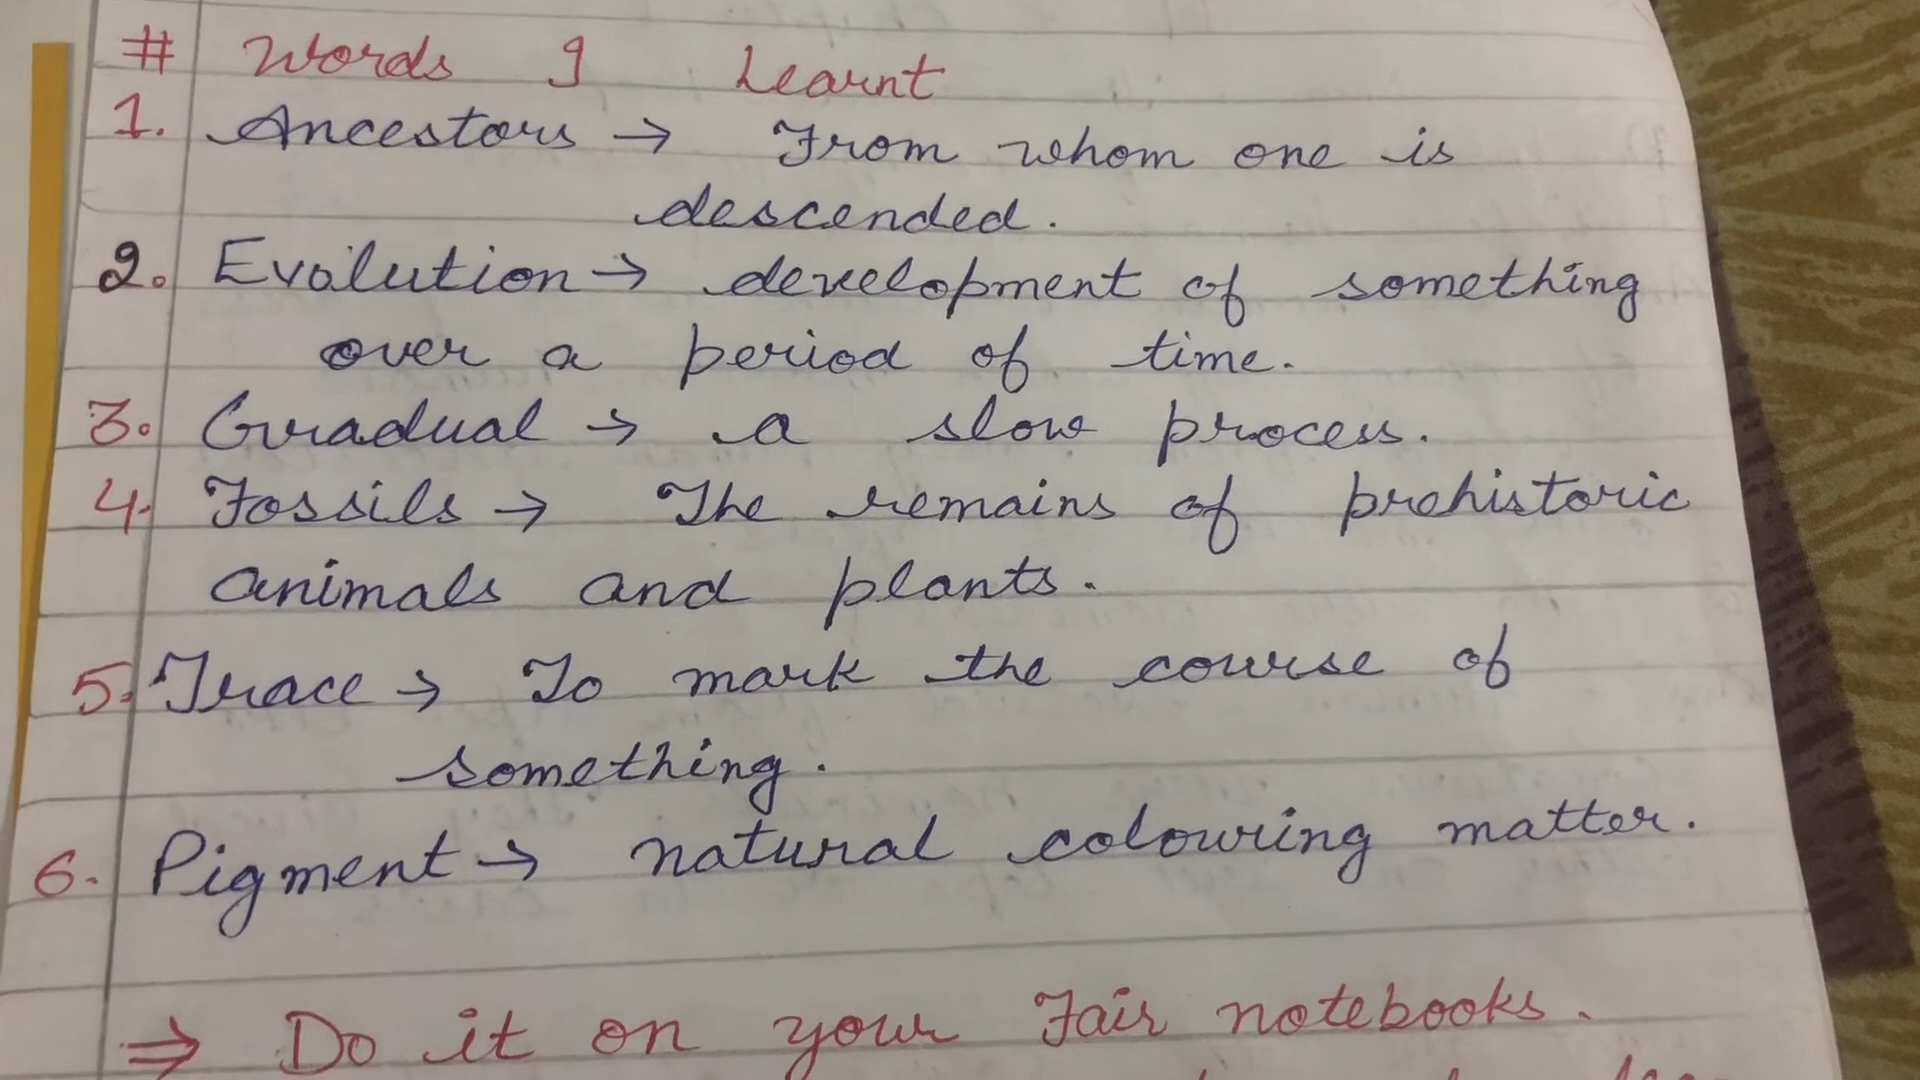 # Words I Learnt
1. Ancestors → From whom one is
descended.
2. Evolution → development of something
over a period of time.
3. Gradual → a slow process.
4. Fossils → The remains of prehistoric
animals and plants.
5. Trace → To mark the course of
something.
6. Pigment → natural colouring matter.
⇒ Do it on your Fair notebooks.